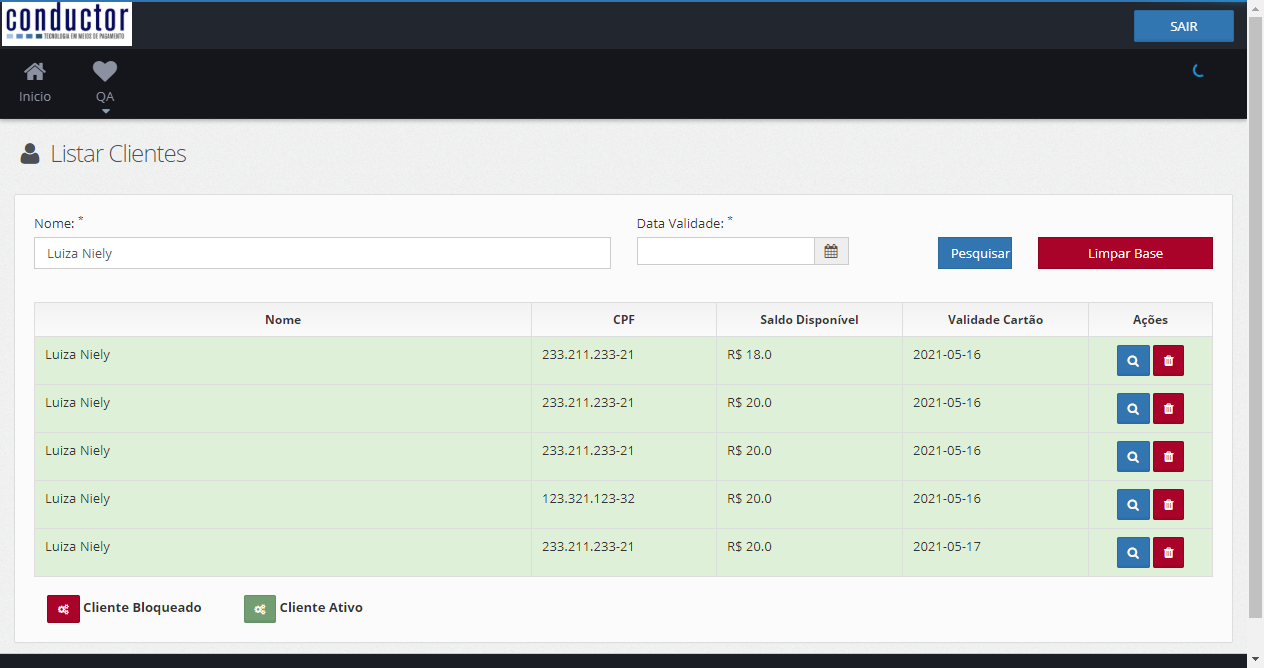 conductor
TECNOLOGIA EM MEIOS DE PAGAMENTO
SAIR
Inicio
QA
Listar Clientes
Nome: *
Data Validade: *
Luiza Niely
Pesquisar
Limpar Base
Nome CPF Saldo Disponível Validade Cartão Ações
Luiza Niely 233.211.233-21 R$ 18.0 2021-05-16
Luiza Niely 233.211.233-21 R$ 20.0 2021-05-16
Luiza Niely 233.211.233-21 R$ 20.0 2021-05-16
Luiza Niely 123.321.123-32 R$ 20.0 2021-05-16
Luiza Niely 233.211.233-21 R$ 20.0 2021-05-17
Cliente Bloqueado
Cliente Ativo